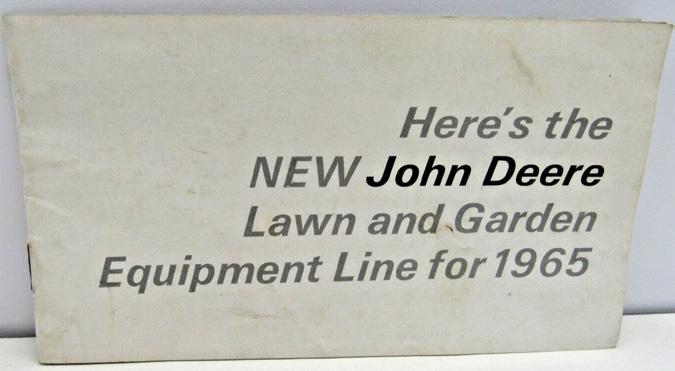 Here's the
NEW John Deere
Lawn and Garden
Equipment Line for 1965